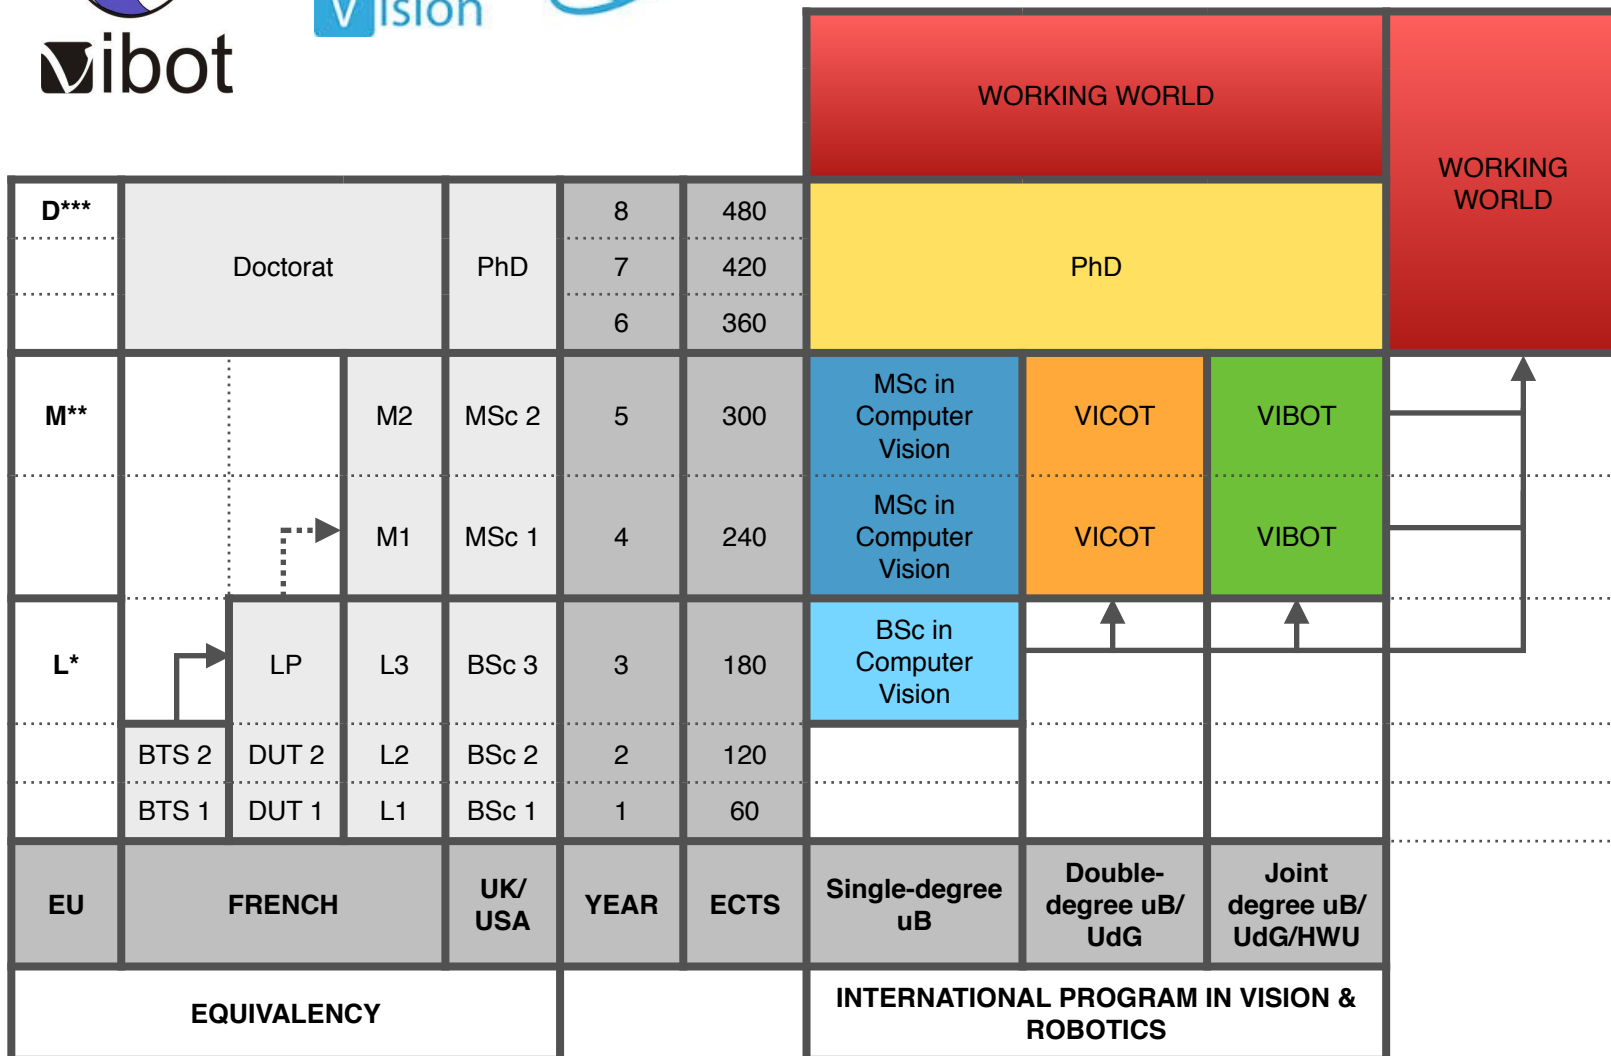 Vision
vibot
WORKING WORLD
WORKING
WORLD
D*** 8 480
Doctorat PhD 7 420 PhD
6 360
M** M2 MSc 2 5 300 MSc in
Computer
Vision VICOT VIBOT
M1 MSc 1 4 240 MSc in
Computer
Vision VICOT VIBOT
L* LP L3 BSc 3 3 180 BSc in
Computer
Vision
BTS 2 DUT 2 L2 BSc 2 2 120
BTS 1 DUT 1 L1 BSc 1 1 60
EU FRENCH UK/
USA YEAR ECTS Single-degree
uB Double-
degree uB/
UdG Joint
degree uB/
UdG/HWU
EQUIVALENCY INTERNATIONAL PROGRAM IN VISION &
ROBOTICS